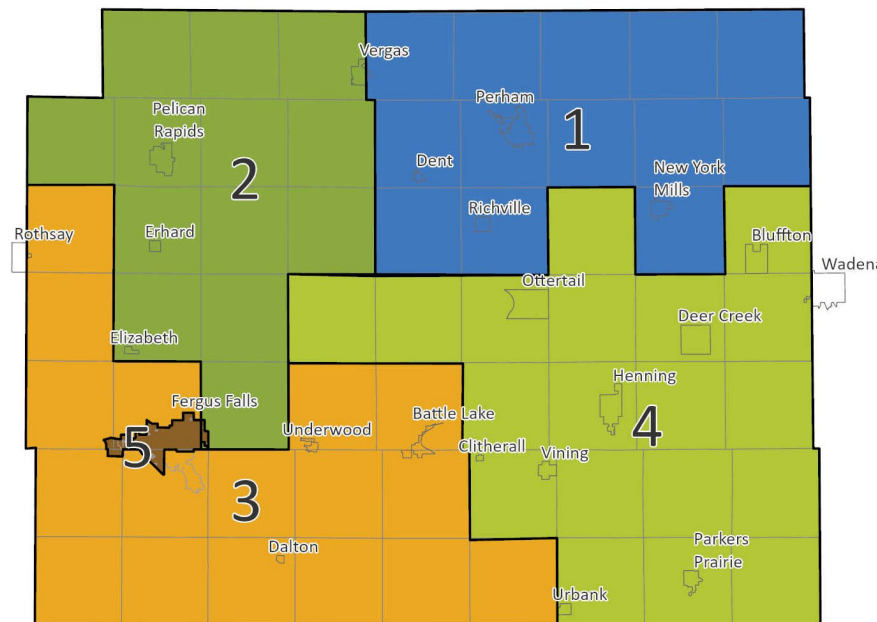 Vergas
Pelican
Rapids
Perham
1
Dent
2
New York
Mills
Richville
Rothsay
Erhard
Bluffton
Wadena
Ottertail
Deer Creek
Elizabeth
Henning
Fergus Falls
Battle Lake
Underwood
4
5
Clitherall
Vining
3
Dalton
Parkers
Prairie
Urbank